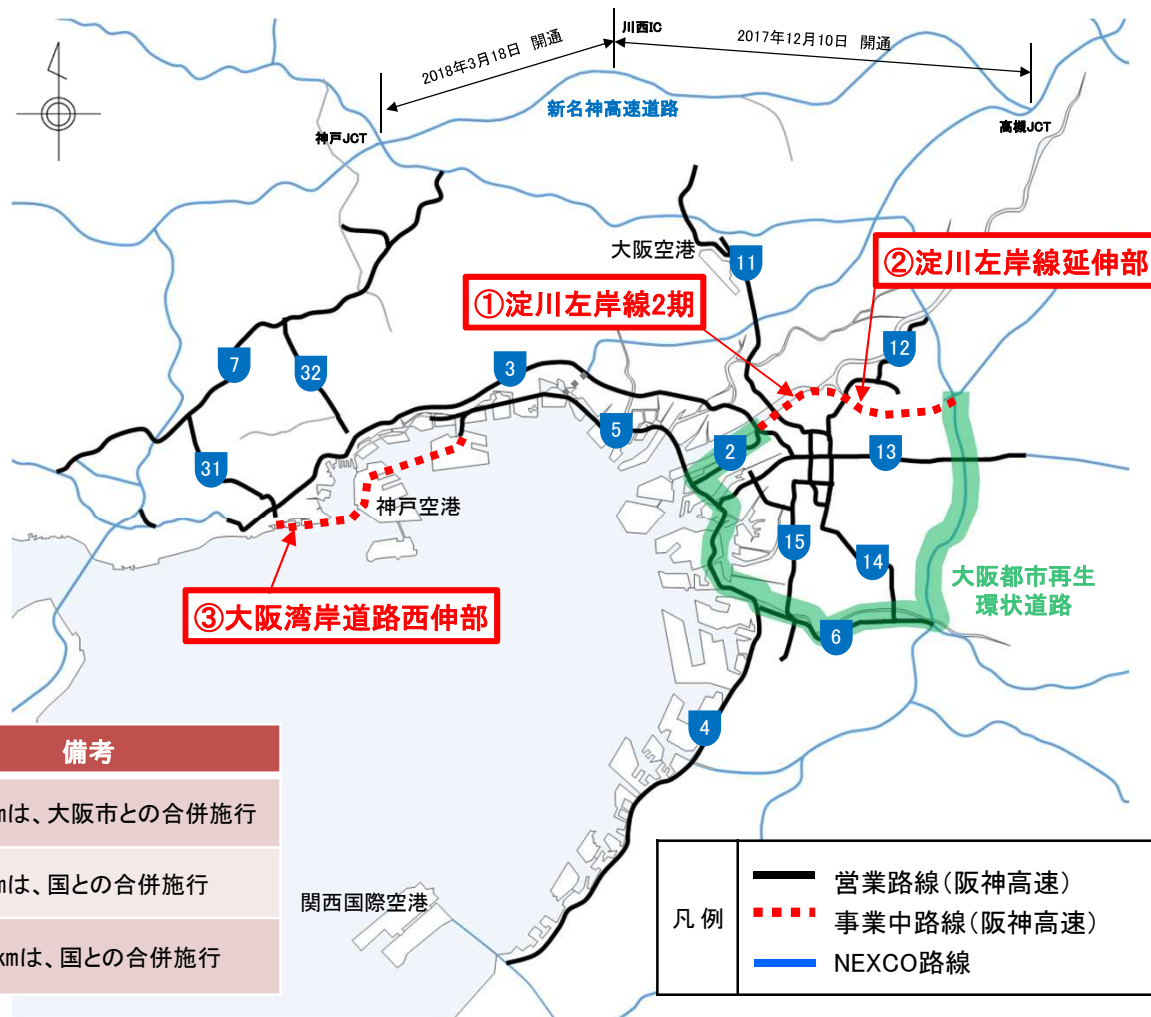 川西IC
2018年3月18日 開通
2017年12月10日 開通
新名神高速道路
神戸JCT
高槻JCT
大阪空港
②淀川左岸線延伸部
①淀川左岸線2期
11
12
7
32
3
5
2
13
31
神戸空港
15
14
大阪都市再生
環状道路
③大阪湾岸道路西伸部
6
4
備考
mは、大阪市との合併施行
mは、国との合併施行
kmは、国との合併施行
関西国際空港
凡例
営業路線(阪神高速)
事業中路線(阪神高速)
NEXCO路線